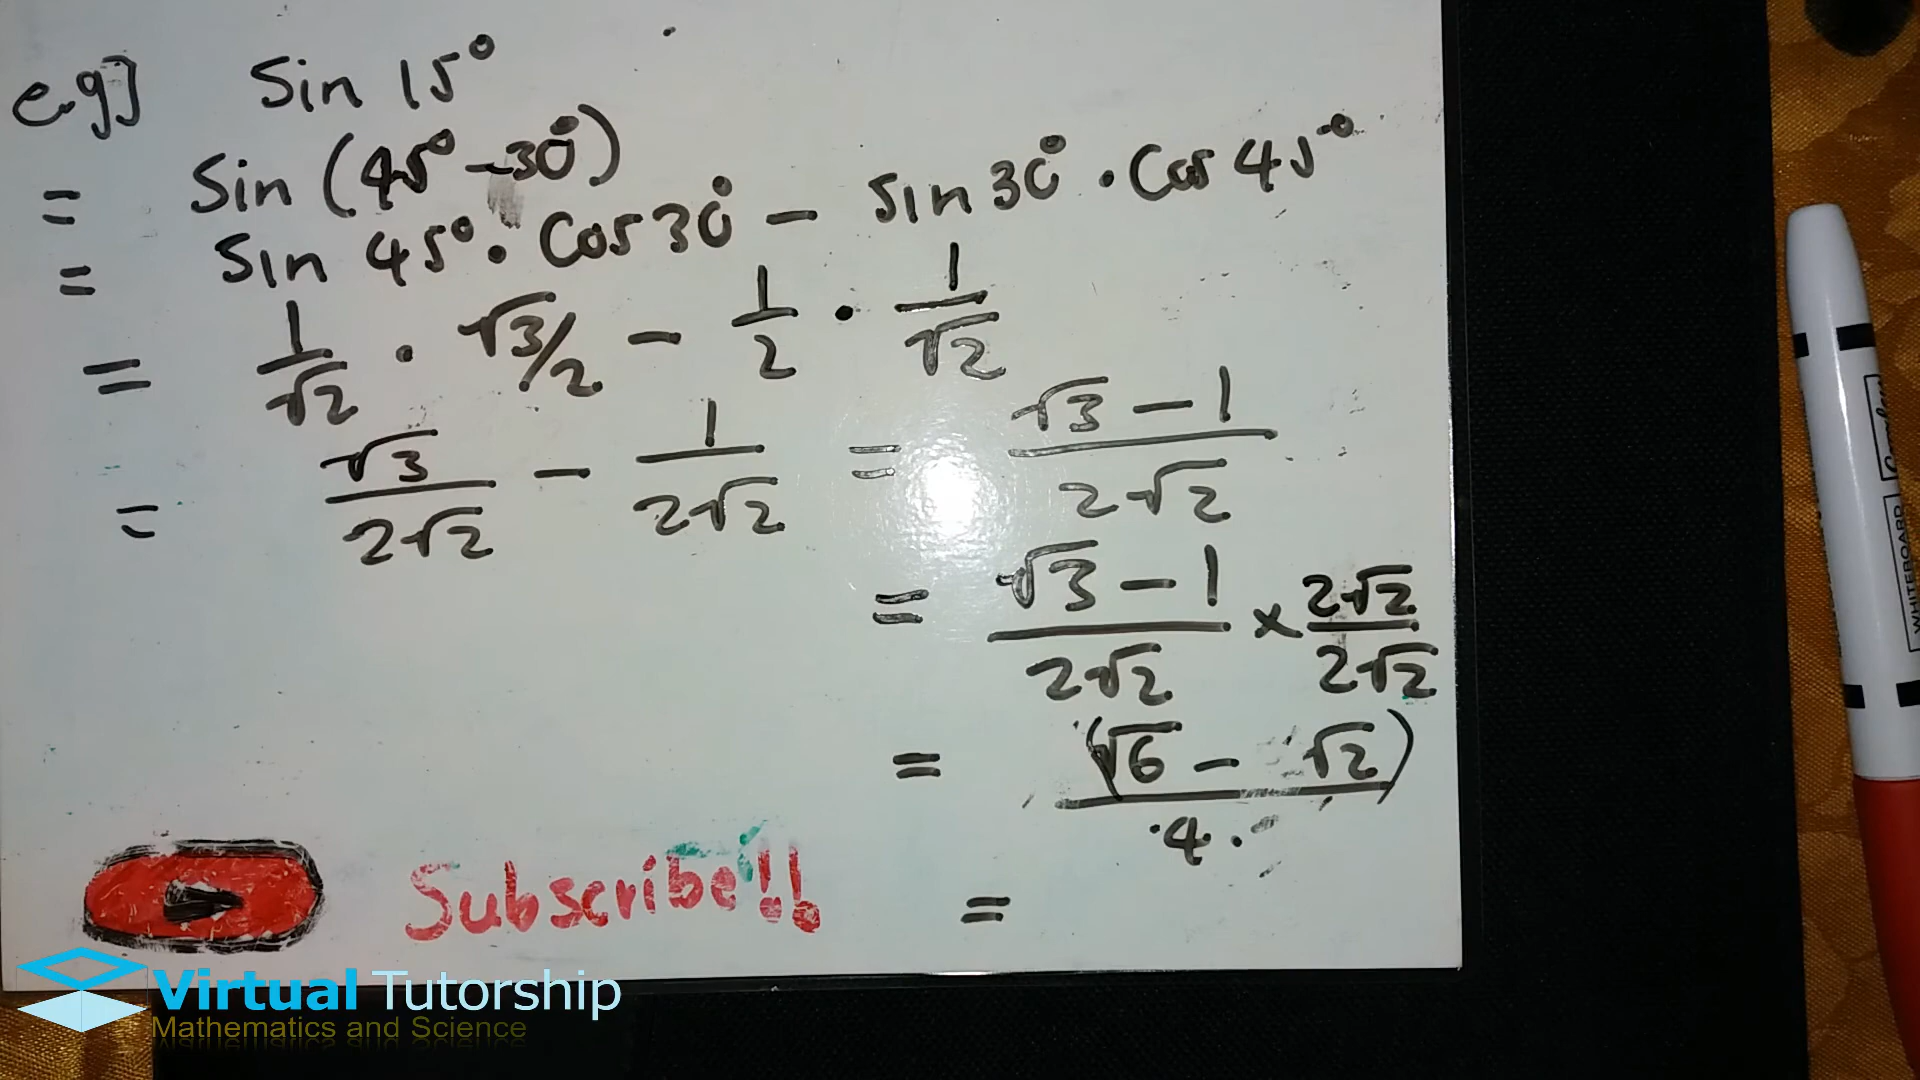 e.g] Sin 15°
= Sin (45° - 30°)
= Sin 45° · Cos 30° - Sin 30° · Cos 45°
= 1/√2 · √3/2 - 1/2 · 1/√2
= √3/2√2 - 1/2√2 = √3 - 1/2√2
= √3 - 1/2√2 × 2√2/2√2
= (√6 - √2)/4
=
Subscribe!!
Virtual Tutorship
Mathematics and Science
WHITEBOARD